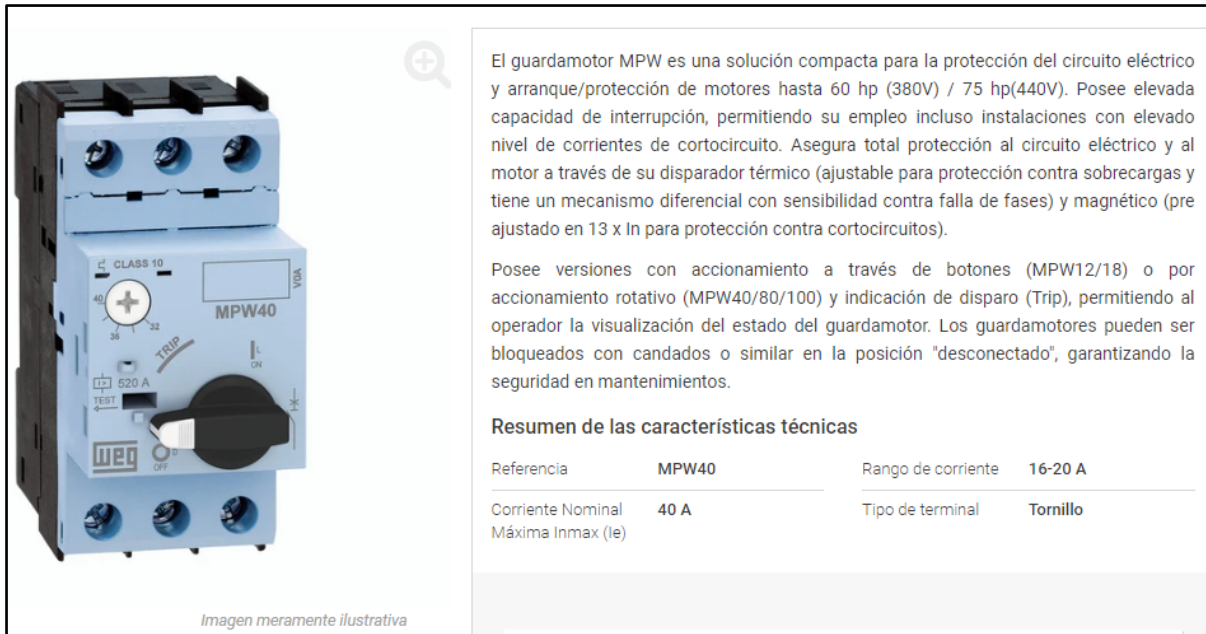 CLASS 10
40
36
32
MPW40
V0A
TRIP
L
ON
520 A
TEST
WEG
O
D
OFF
Imagen meramente ilustrativa
El guardamotor MPW es una solución compacta para la protección del circuito eléctrico
y arranque/protección de motores hasta 60 hp (380V) / 75 hp(440V). Posee elevada
capacidad de interrupción, permitiendo su empleo incluso instalaciones con elevado
nivel de corrientes de cortocircuito. Asegura total protección al circuito eléctrico y al
motor a través de su disparador térmico (ajustable para protección contra sobrecargas y
tiene un mecanismo diferencial con sensibilidad contra falla de fases) y magnético (pre
ajustado en 13 x In para protección contra cortocircuitos).
Posee versiones con accionamiento a través de botones (MPW12/18) o por
accionamiento rotativo (MPW40/80/100) y indicación de disparo (Trip), permitiendo al
operador la visualización del estado del guardamotor. Los guardamotores pueden ser
bloqueados con candados o similar en la posición "desconectado", garantizando la
seguridad en mantenimientos.
Resumen de las características técnicas
Referencia MPW40 Rango de corriente 16-20 A
Corriente Nominal 40 A Tipo de terminal Tornillo
Máxima Inmax (Ie)